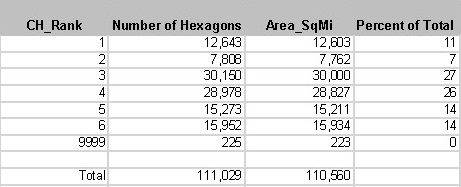 CH_Rank Number of Hexagons Area_SqMi Percent of Total
1 12,643 12,603 11
2 7,808 7,762 7
3 30,150 30,000 27
4 28,978 28,827 26
5 15,273 15,211 14
6 15,952 15,934 14
9999 225 223 0
Total 111,029 110,560